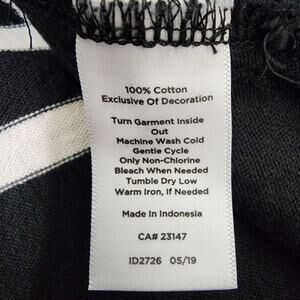 100% Cotton
Exclusive Of Decoration
Turn Garment Inside
Out
Machine Wash Cold
Gentle Cycle
Only Non-Chlorine
Bleach When Needed
Tumble Dry Low
Warm Iron, If Needed
Made In Indonesia
CA# 23147
ID2726 05/19